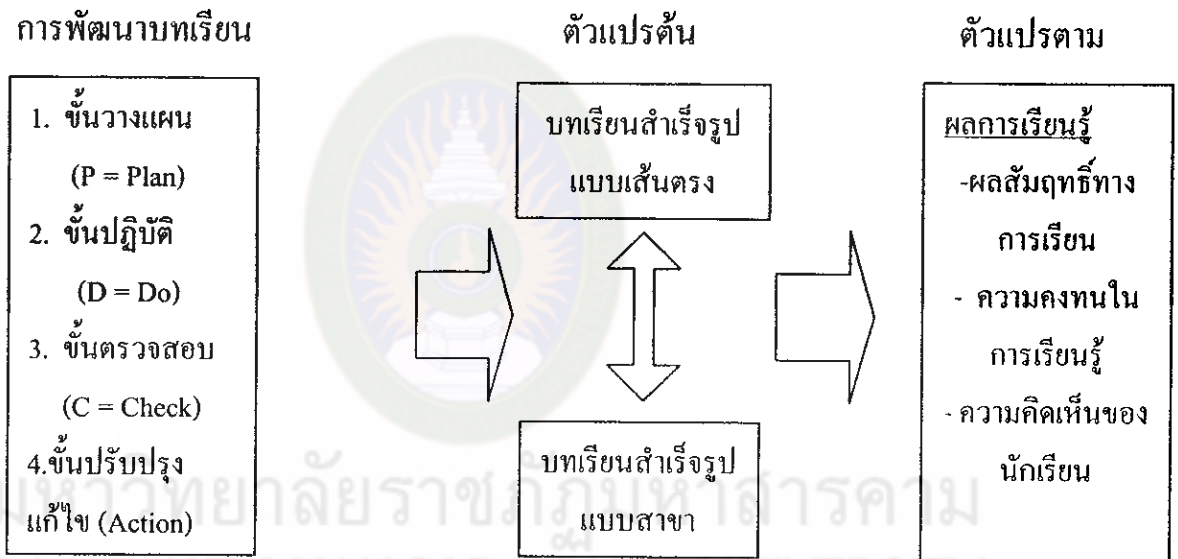 การพัฒนาบทเรียน
1. ขั้นวางแผน
(P = Plan)
2. ขั้นปฏิบัติ
(D = Do)
3. ขั้นตรวจสอบ
(C = Check)
4.ขั้นปรับปรุง
แก้ไข (Action)
ตัวแปรต้น
บทเรียนสำเร็จรูป
แบบเส้นตรง
บทเรียนสำเร็จรูป
แบบสาขา
ตัวแปรตาม
ผลการเรียนรู้
-ผลสัมฤทธิ์ทาง
การเรียน
- ความคงทนใน
การเรียนรู้
- ความคิดเห็นของ
นักเรียน
มหาวิทยาลัยราชภัฏมหาสารคาม